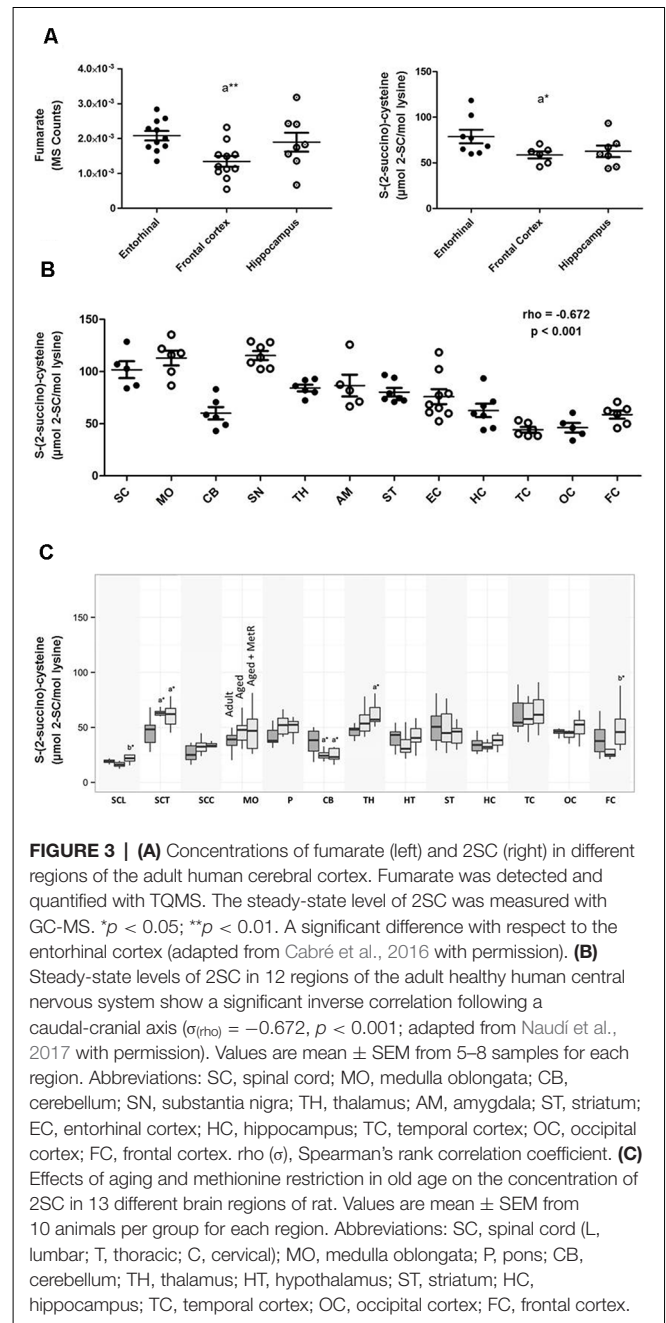 A
4.0×10⁻³
3.0×10⁻³
2.0×10⁻³
1.0×10⁻³
0
Fumarate
(MS Counts)
a**
Entorhinal
Frontal cortex
Hippocampus
150
100
50
0
S-(2-succino)-cysteine
(µmol 2-SC/mol lysine)
a*
Entorhinal
Frontal Cortex
Hippocampus
B
150
100
50
0
S-(2-succino)-cysteine
(µmol 2-SC/mol lysine)
rho = -0.672
p < 0.001
SC MO CB SN TH AM ST EC HC TC OC FC
C
150
100
50
0
S-(2-succino)-cysteine
(µmol 2-SC/mol lysine)
b* a* a* Adult Aged Aged + MetR a* a* a* b*
SCL SCT SCC MO P CB TH HT ST HC TC OC FC
FIGURE 3 | (A) Concentrations of fumarate (left) and 2SC (right) in different
regions of the adult human cerebral cortex. Fumarate was detected and
quantified with TQMS. The steady-state level of 2SC was measured with
GC-MS. *p < 0.05; **p < 0.01. A significant difference with respect to the
entorhinal cortex (adapted from Cabré et al., 2016 with permission). (B)
Steady-state levels of 2SC in 12 regions of the adult healthy human central
nervous system show a significant inverse correlation following a
caudal-cranial axis (σ(rho) = −0.672, p < 0.001; adapted from Naudí et al.,
2017 with permission). Values are mean ± SEM from 5–8 samples for each
region. Abbreviations: SC, spinal cord; MO, medulla oblongata; CB,
cerebellum; SN, substantia nigra; TH, thalamus; AM, amygdala; ST, striatum;
EC, entorhinal cortex; HC, hippocampus; TC, temporal cortex; OC, occipital
cortex; FC, frontal cortex. rho (σ), Spearman's rank correlation coefficient. (C)
Effects of aging and methionine restriction in old age on the concentration of
2SC in 13 different brain regions of rat. Values are mean ± SEM from
10 animals per group for each region. Abbreviations: SC, spinal cord (L,
lumbar; T, thoracic; C, cervical); MO, medulla oblongata; P, pons; CB,
cerebellum; TH, thalamus; HT, hypothalamus; ST, striatum; HC,
hippocampus; TC, temporal cortex; OC, occipital cortex; FC, frontal cortex.